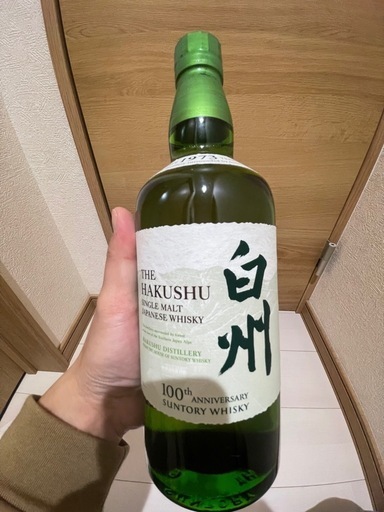 1973
THE
HAKUSHU
SINGLE MALT
JAPANESE WHISKY
HAKUSHU DISTILLERY
白州
100th ANNIVERSARY
SUNTORY WHISKY